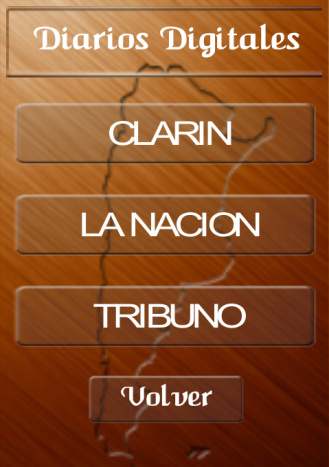 Diarios Digitales
CLARIN
LA NACION
TRIBUNO
Volver